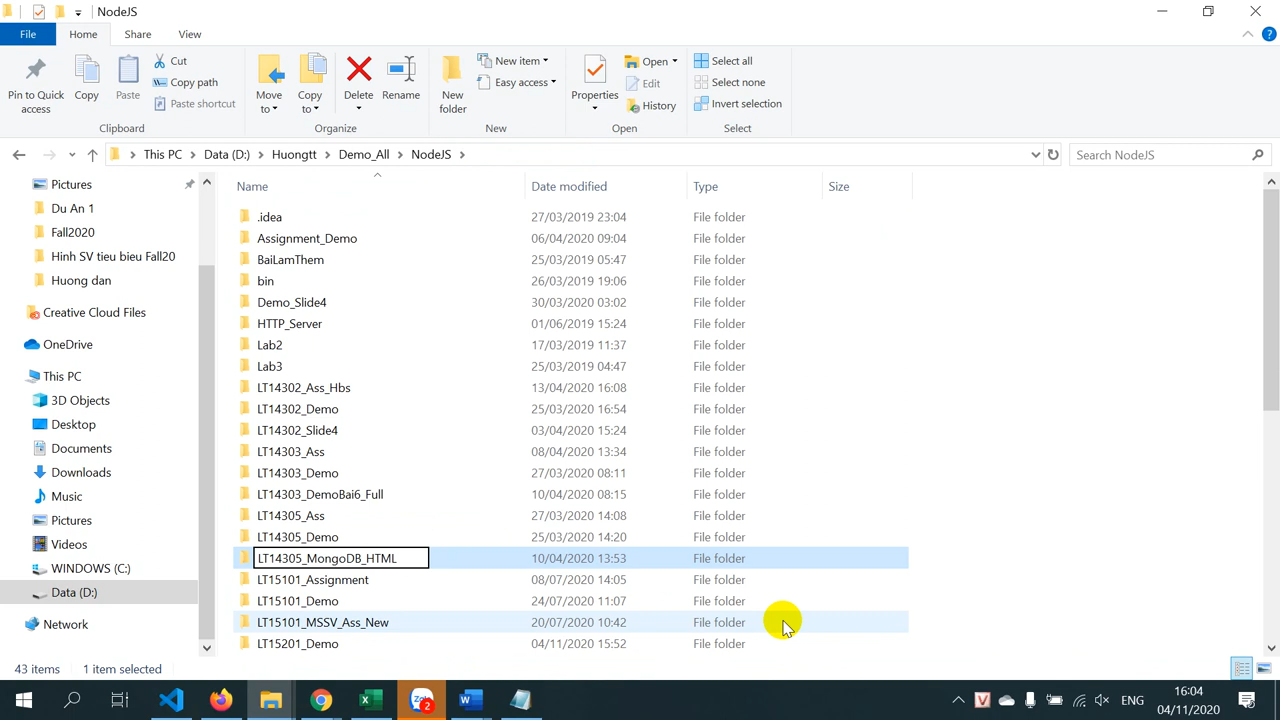 NodeJS
File Home Share View
Pin to Quick access
Copy
Paste
Cut
Copy path
Paste shortcut
Clipboard
Move to
Copy to
Delete
Rename
Organize
New folder
New item
Easy access
New
Properties
Open
Edit
History
Open
Select all
Select none
Invert selection
Select
This PC > Data (D:) > Huongtt > Demo_All > NodeJS >
Search NodeJS
Pictures
Du An 1
Fall2020
Hinh SV tieu bieu Fall20
Huong dan
Creative Cloud Files
OneDrive
This PC
3D Objects
Desktop
Documents
Downloads
Music
Pictures
Videos
WINDOWS (C:)
Data (D:)
Network
Name Date modified Type Size
.idea 27/03/2019 23:04 File folder
Assignment_Demo 06/04/2020 09:04 File folder
BaiLamThem 25/03/2020 05:47 File folder
bin 26/03/2019 19:06 File folder
Demo_Slide4 30/03/2020 03:02 File folder
HTTP_Server 01/06/2019 15:24 File folder
Lab2 17/03/2019 11:37 File folder
Lab3 25/03/2019 04:47 File folder
LT14302_Ass_Hbs 13/04/2020 16:08 File folder
LT14302_Demo 25/03/2020 16:54 File folder
LT14302_Slide4 03/04/2020 15:24 File folder
LT14303_Ass 08/04/2020 13:34 File folder
LT14303_Demo 27/03/2020 08:11 File folder
LT14303_DemoBai6_Full 10/04/2020 08:15 File folder
LT14305_Ass 27/03/2020 14:08 File folder
LT14305_Demo 25/03/2020 14:20 File folder
LT14305_MongoDB_HTML 10/04/2020 13:53 File folder
LT15101_Assignment 08/07/2020 14:05 File folder
LT15101_Demo 24/07/2020 11:07 File folder
LT15101_MSSV_Ass_New 20/07/2020 10:42 File folder
LT15201_Demo 04/11/2020 15:52 File folder
43 items 1 item selected
Zalo
2
ENG
16:04
04/11/2020